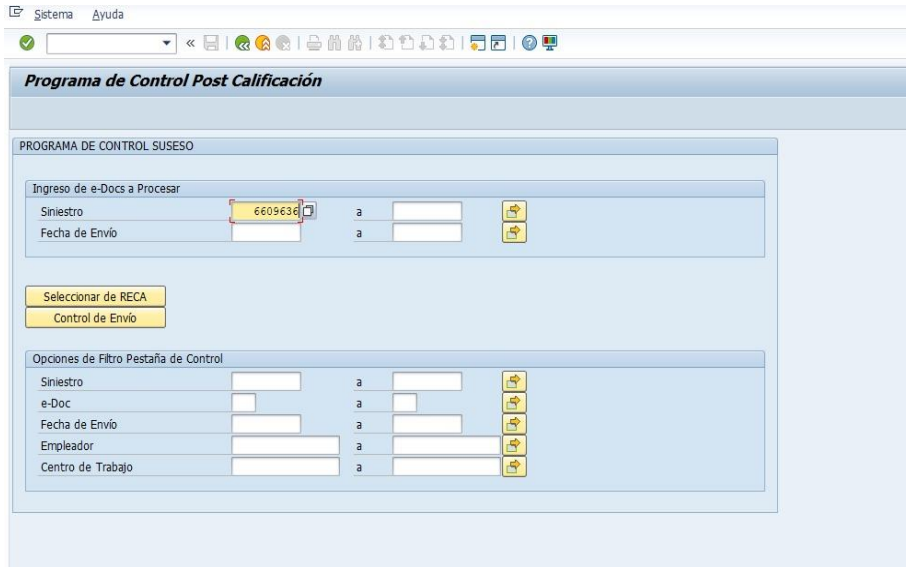 Sistema Ayuda
Programa de Control Post Calificación
PROGRAMA DE CONTROL SUSESO
Ingreso de e-Docs a Procesar
Siniestro 6609636 a
Fecha de Envío a
Seleccionar de RECA
Control de Envío
Opciones de Filtro Pestaña de Control
Siniestro a
e-Doc a
Fecha de Envío a
Empleador a
Centro de Trabajo a